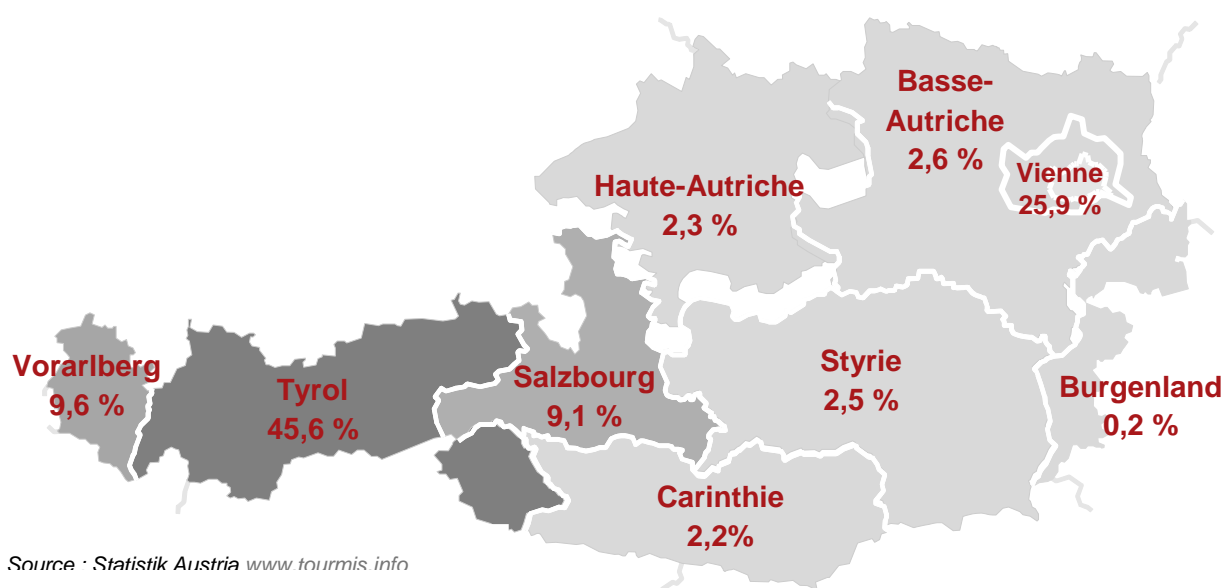 Basse-
Autriche
2,6 %
Vienne
25,9 %
Haute-Autriche
2,3 %
Vorarlberg
9,6 %
Tyrol
45,6 %
Salzbourg
9,1 %
Styrie
2,5 %
Burgenland
0,2 %
Carinthie
2,2%
Source : Statistik Austria www.tourmis.info